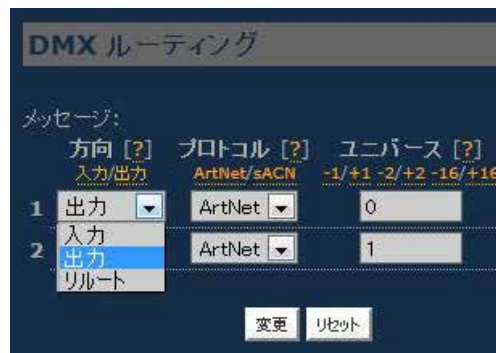 DMX ルーティング
メッセージ:
方向 [?] プロトコル [?] ユニバース [?]
入力/出力 ArtNet/sACN -1/+1 -2/+2 -16/+16
1 出力 ArtNet 0
入力
2 出力 ArtNet 1
リルート
変更 リセット